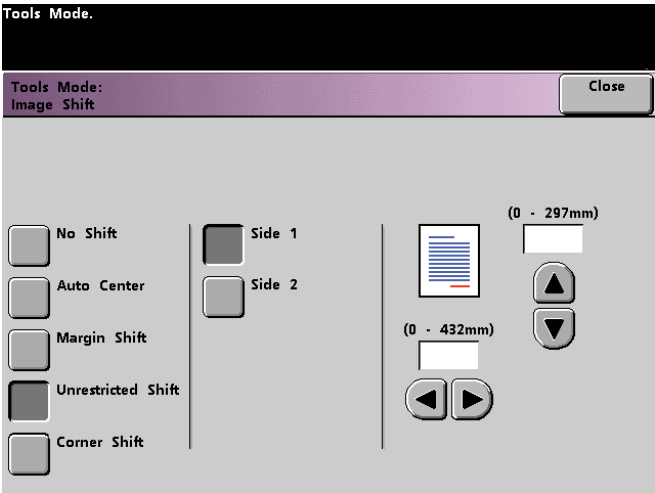 Tools Mode.
Tools Mode:
Image Shift
Close
No Shift
Auto Center
Margin Shift
Unrestricted Shift
Corner Shift
Side 1
Side 2
(0 - 297mm)
(0 - 432mm)